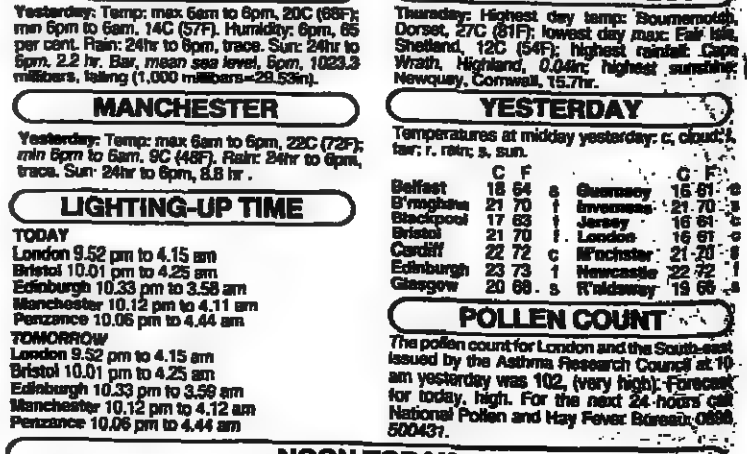 Yesterday: Temp: max 6am to 6pm, 20C (68F);
min 6pm to 6am, 14C (57F). Humidity: 6pm, 65
per cent. Rain: 24hr to 6pm, trace. Sun: 24hr to
6pm, 2.2 hr. Bar, mean sea level, 6pm, 1023.3
millibars, falling (1,000 millibars=29.53in).
MANCHESTER
Yesterday: Temp: max 6am to 6pm, 22C (72F);
min 6pm to 6am, 9C (48F). Rain: 24hr to 6pm,
trace. Sun: 24hr to 6pm, 8.8 hr.
LIGHTING-UP TIME
TODAY
London 9.52 pm to 4.15 am
Bristol 10.01 pm to 4.25 am
Edinburgh 10.33 pm to 3.58 am
Manchester 10.12 pm to 4.11 am
Penzance 10.06 pm to 4.44 am
TOMORROW
London 9.52 pm to 4.15 am
Bristol 10.01 pm to 4.25 am
Edinburgh 10.33 pm to 3.59 am
Manchester 10.12 pm to 4.12 am
Penzance 10.06 pm to 4.44 am
Thursday: Highest day temp: Bournemouth,
Dorset, 27C (81F); lowest day max: Fair Isle,
Shetland, 12C (54F); highest rainfall: Cape
Wrath, Highland, 0.04in; highest sunshine:
Newquay, Cornwall, 15.7hr.
YESTERDAY
Temperatures at midday yesterday: c, cloud; f,
fair; r, rain; s, sun.
C F C F
Belfast 18 64 s Guernsey 16 61 c
B'rmgham 21 70 f Inverness 21 70 s
Blackpool 17 63 f Jersey 16 61 c
Bristol 21 70 f London 16 61 c
Cardiff 22 72 c M'nchster 21 70 s
Edinburgh 23 73 f Newcastle 22 72 f
Glasgow 20 68 s R'nldsway 19 66 s
POLLEN COUNT
The pollen count for London and the South-east
issued by the Asthma Research Council at 10
am yesterday was 102, (very high). Forecast
for today, high. For the next 24 hours call
National Pollen and Hay Fever Bureau: 0898
500431.
NOON TODAY